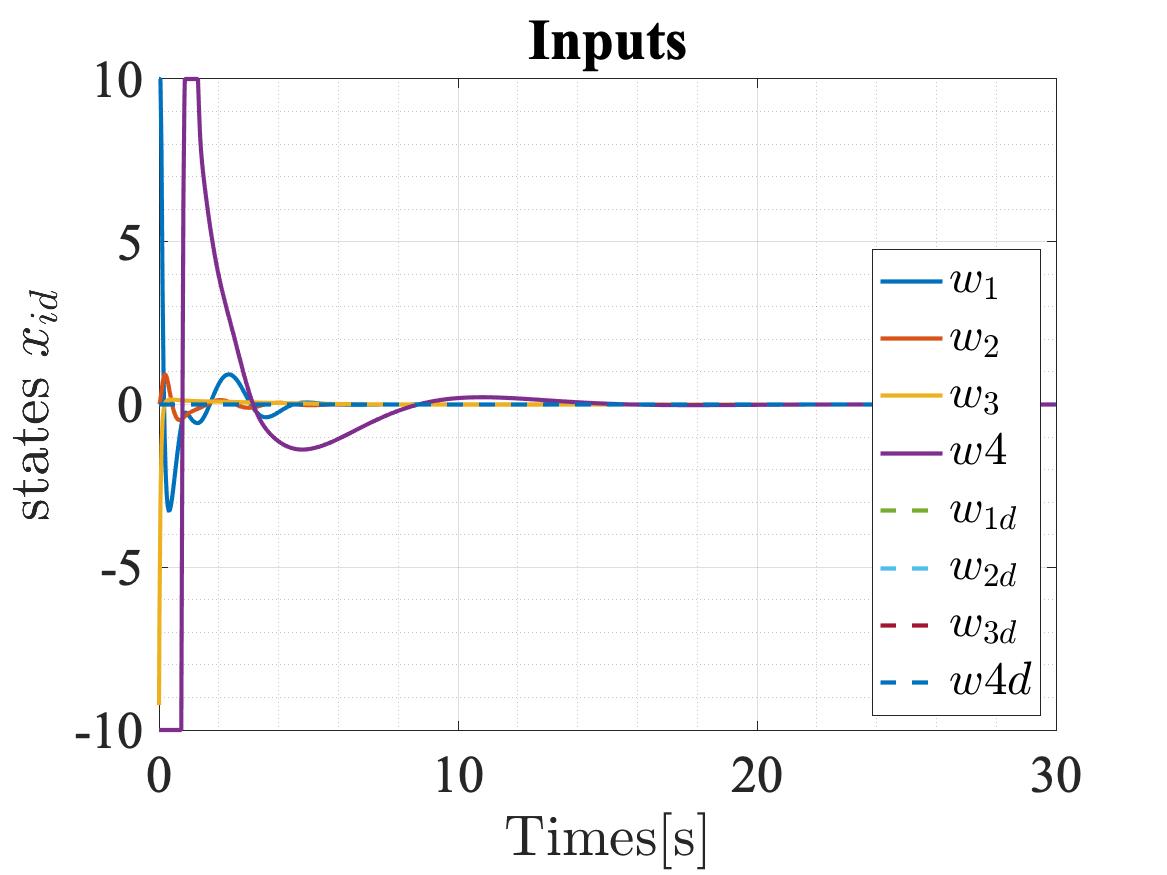 Inputs
10
5
0
-5
-10
states x_{id}
0 10 20 30
Times[s]
w_1
w_2
w_3
w4
w_{1d}
w_{2d}
w_{3d}
w4d